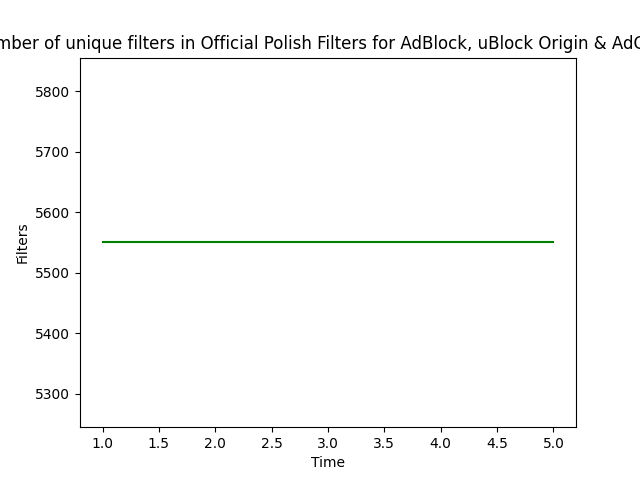 mber of unique filters in Official Polish Filters for AdBlock, uBlock Origin & AdG
5800
5700
5600
5500
5400
5300
Filters
1.0 1.5 2.0 2.5 3.0 3.5 4.0 4.5 5.0
Time